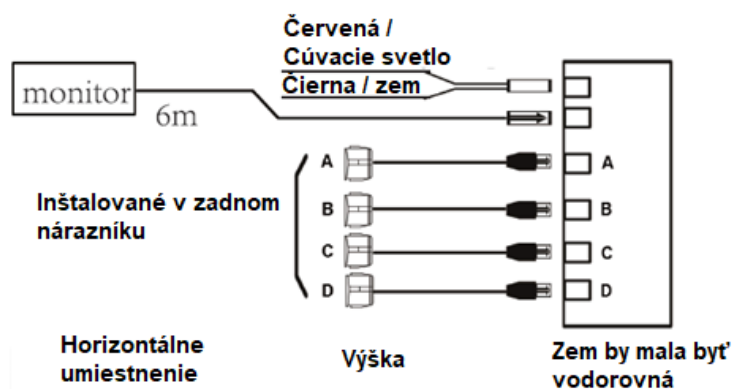 Červená /
Cúvacie svetlo
Čierna / zem
monitor
6m
A
A
Inštalované v zadnom
nárazníku
B
B
C
C
D
D
Horizontálne
umiestnenie
Výška
Zem by mala byť
vodorovná